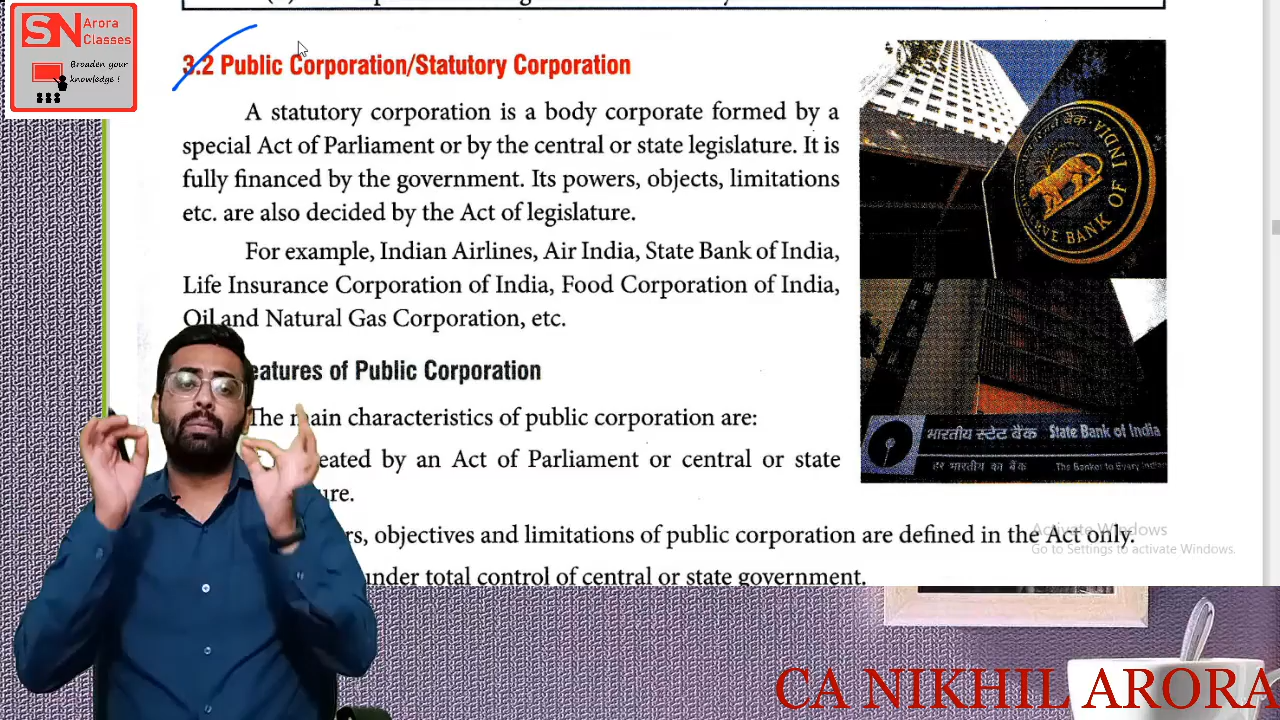 SN Arora
Classes
Broaden your
knowledge !
3.2 Public Corporation/Statutory Corporation
A statutory corporation is a body corporate formed by a
special Act of Parliament or by the central or state legislature. It is
fully financed by the government. Its powers, objects, limitations
etc. are also decided by the Act of legislature.
For example, Indian Airlines, Air India, State Bank of India,
Life Insurance Corporation of India, Food Corporation of India,
Oil and Natural Gas Corporation, etc.
eatures of Public Corporation
The main characteristics of public corporation are:
eated by an Act of Parliament or central or state
ure.
rs, objectives and limitations of public corporation are defined in the Act only.
under total control of central or state government.
VE BANK OF INDIA
भारतीय स्टेट बैंक State Bank of India
हर भारतीय का बैंक The Banker to Every Indian
Activate Windows
Go to Settings to activate Windows.
CA NIKHIL ARORA